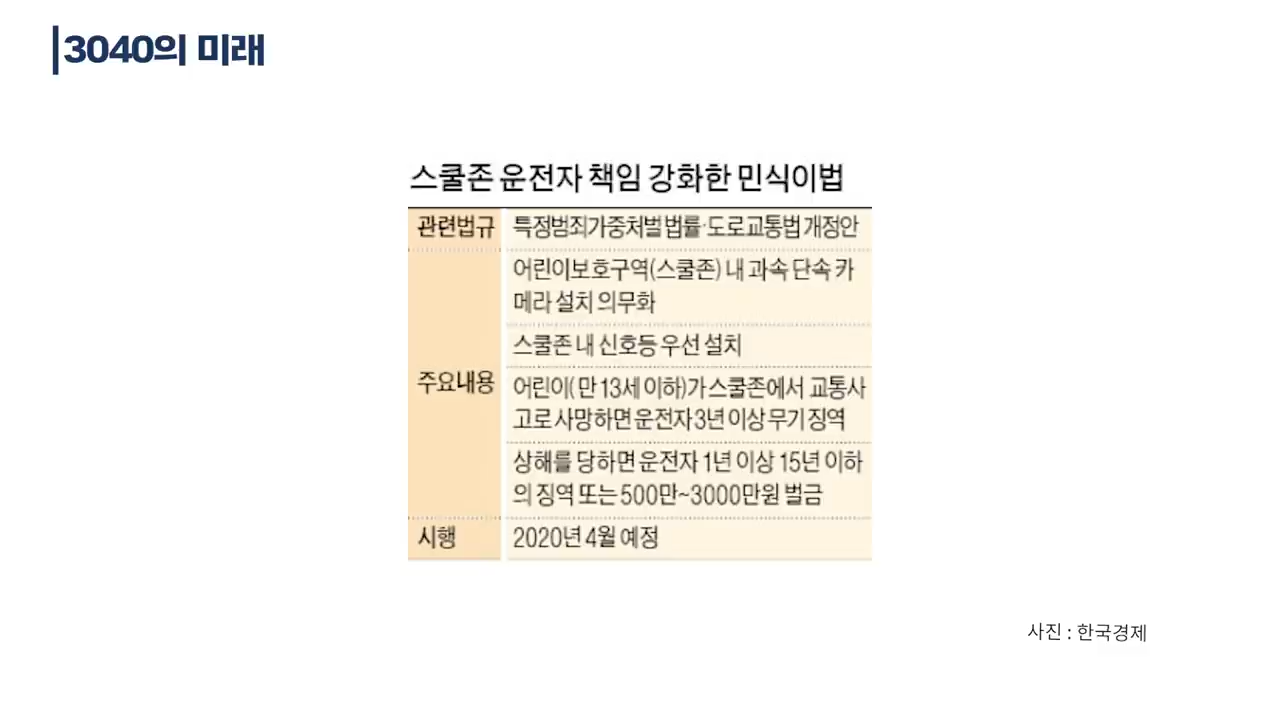 3040의 미래
스쿨존 운전자 책임 강화한 민식이법
관련법규
특정범죄가중처벌법률·도로교통법 개정안
주요내용
어린이보호구역(스쿨존) 내 과속 단속 카
메라 설치 의무화
스쿨존 내 신호등 우선 설치
어린이(만 13세 이하)가 스쿨존에서 교통사
고로 사망하면 운전자 3년 이상 무기 징역
상해를 당하면 운전자 1년 이상 15년 이하
의 징역 또는 500만~3000만원 벌금
시행
2020년 4월 예정
사진 : 한국경제